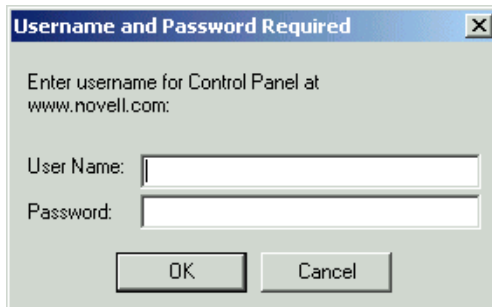 Username and Password Required
Enter username for Control Panel at
www.novell.com:
User Name:
Password:
OK
Cancel